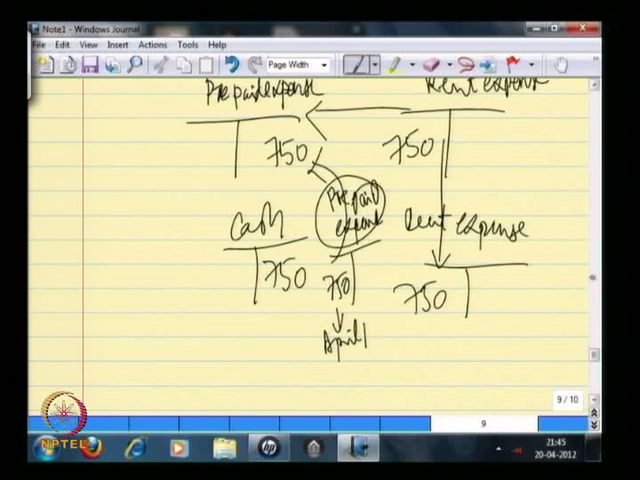 Note1 - Windows Journal
File Edit View Insert Actions Tools Help
Page Width
Prepaid expense Rent expense
750 750
Cash Prepaid expense Rent expense
750 750 750
April 1
9 / 10
9
NPTEL
21:45
20-04-2012